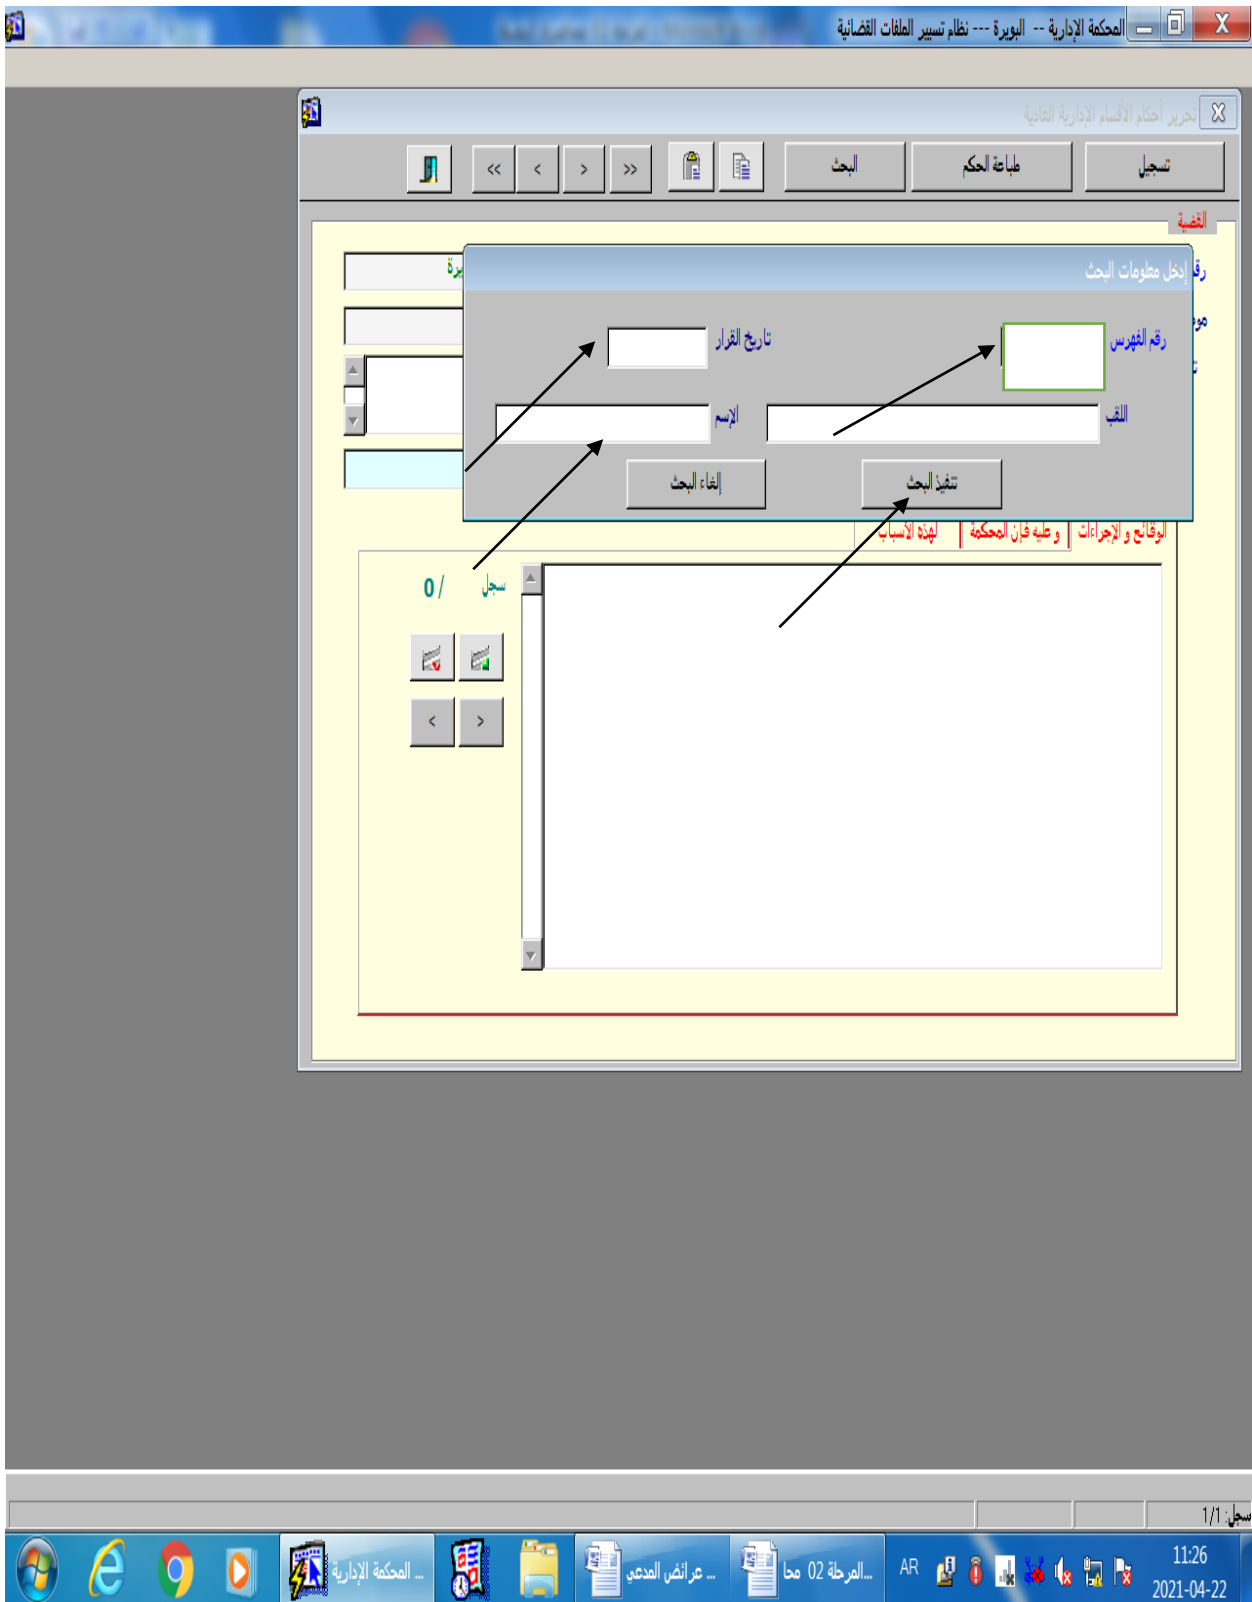 المحكمة الإدارية -- البويرة --- نظام تسيير الملفات القضائية
تحرير أحكام الأقسام الإدارية العادية
تسجيل
طباعة الحكم
البحث
>>
>
<
<<
القضية
إدخل معلومات البحث
رقم الفهرس
تاريخ القرار
اللقب
الإسم
تنفيذ البحث
إلغاء البحث
الوقائع و الإجراءات
و عليه فإن المحكمة
لهذه الأسباب
سجل / 0
<
>
سجل: 1/1
المحكمة الإدارية ...
عرائض المدعي ...
المرحلة 02 محا...
AR
11:26
2021-04-22